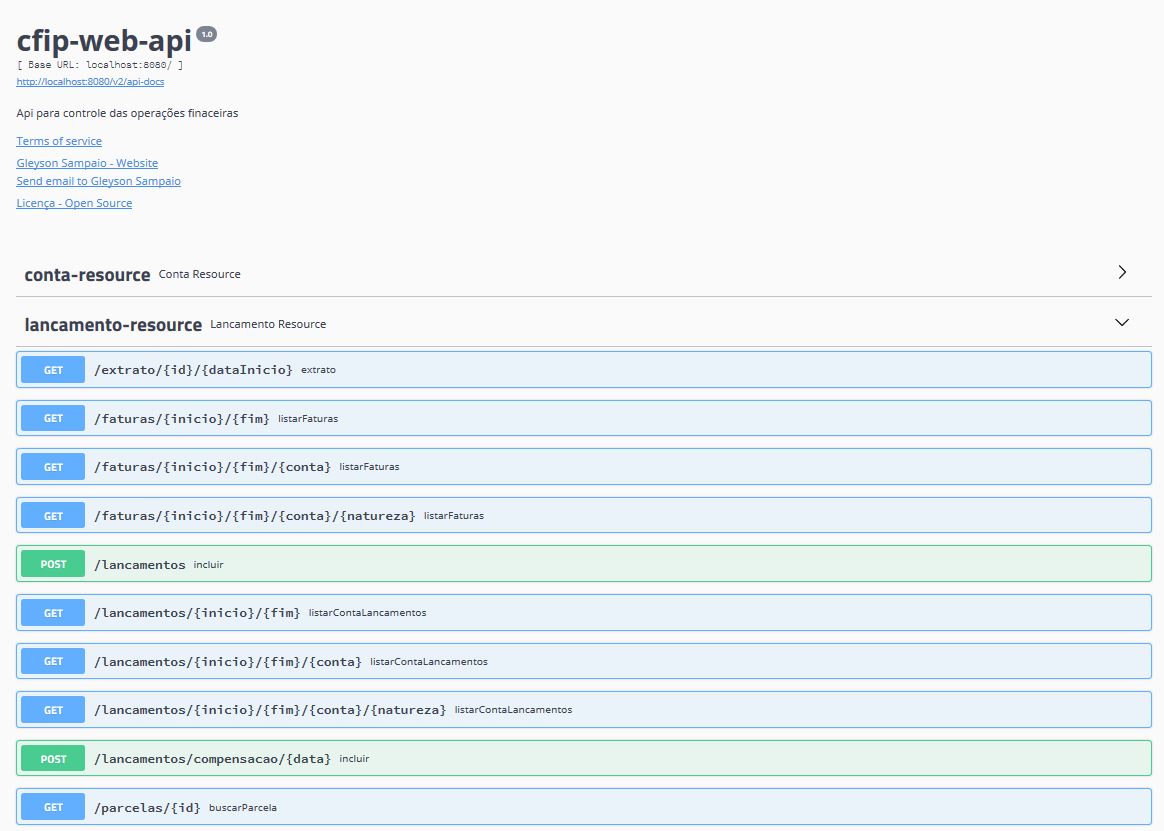 cfip-web-api 1.0
[ Base URL: localhost:8080/ ]
http://localhost:8080/v2/api-docs
Api para controle das operações finaceiras
Terms of service
Gleyson Sampaio - Website
Send email to Gleyson Sampaio
Licença - Open Source
conta-resource Conta Resource
lancamento-resource Lancamento Resource
GET /extrato/{id}/{dataInicio} extrato
GET /faturas/{inicio}/{fim} listarFaturas
GET /faturas/{inicio}/{fim}/{conta} listarFaturas
GET /faturas/{inicio}/{fim}/{conta}/{natureza} listarFaturas
POST /lancamentos incluir
GET /lancamentos/{inicio}/{fim} listarContaLancamentos
GET /lancamentos/{inicio}/{fim}/{conta} listarContaLancamentos
GET /lancamentos/{inicio}/{fim}/{conta}/{natureza} listarContaLancamentos
POST /lancamentos/compensacao/{data} incluir
GET /parcelas/{id} buscarParcela